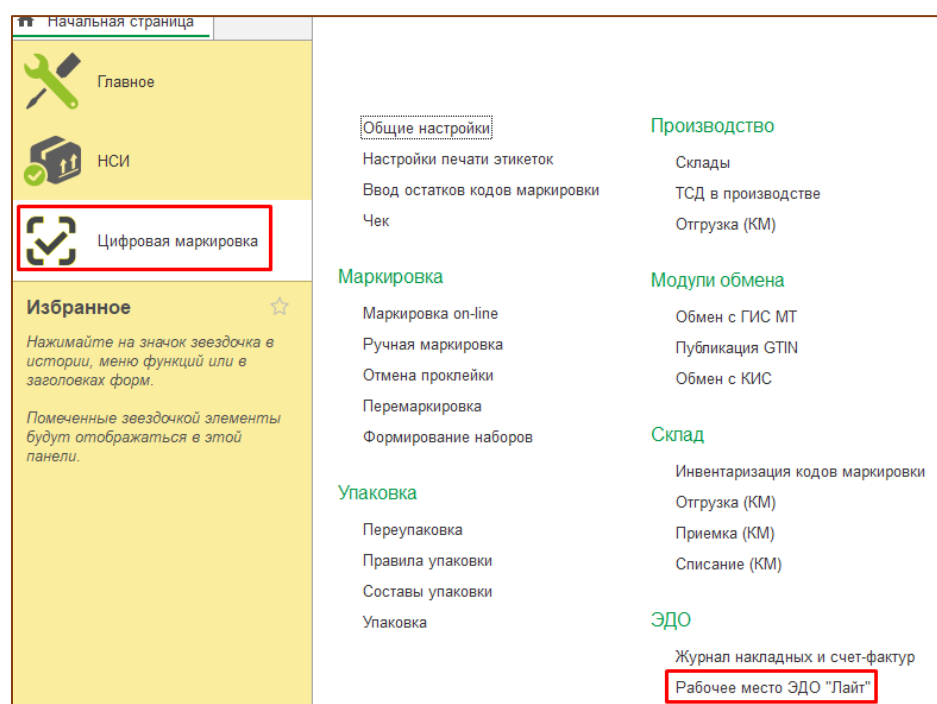 Начальная страница
Главное
НСИ
Цифровая маркировка
Избранное
Нажимайте на значок звездочка в
истории, меню функций или в
заголовках форм.
Помеченные звездочкой элементы
будут отображаться в этой
панели.
Общие настройки
Настройки печати этикеток
Ввод остатков кодов маркировки
Чек
Маркировка
Маркировка on-line
Ручная маркировка
Отмена проклейки
Перемаркировка
Формирование наборов
Упаковка
Переупаковка
Правила упаковки
Составы упаковки
Упаковка
Производство
Склады
ТСД в производстве
Отгрузка (КМ)
Модули обмена
Обмен с ГИС МТ
Публикация GTIN
Обмен с КИС
Склад
Инвентаризация кодов маркировки
Отгрузка (КМ)
Приемка (КМ)
Списание (КМ)
ЭДО
Журнал накладных и счет-фактур
Рабочее место ЭДО "Лайт"